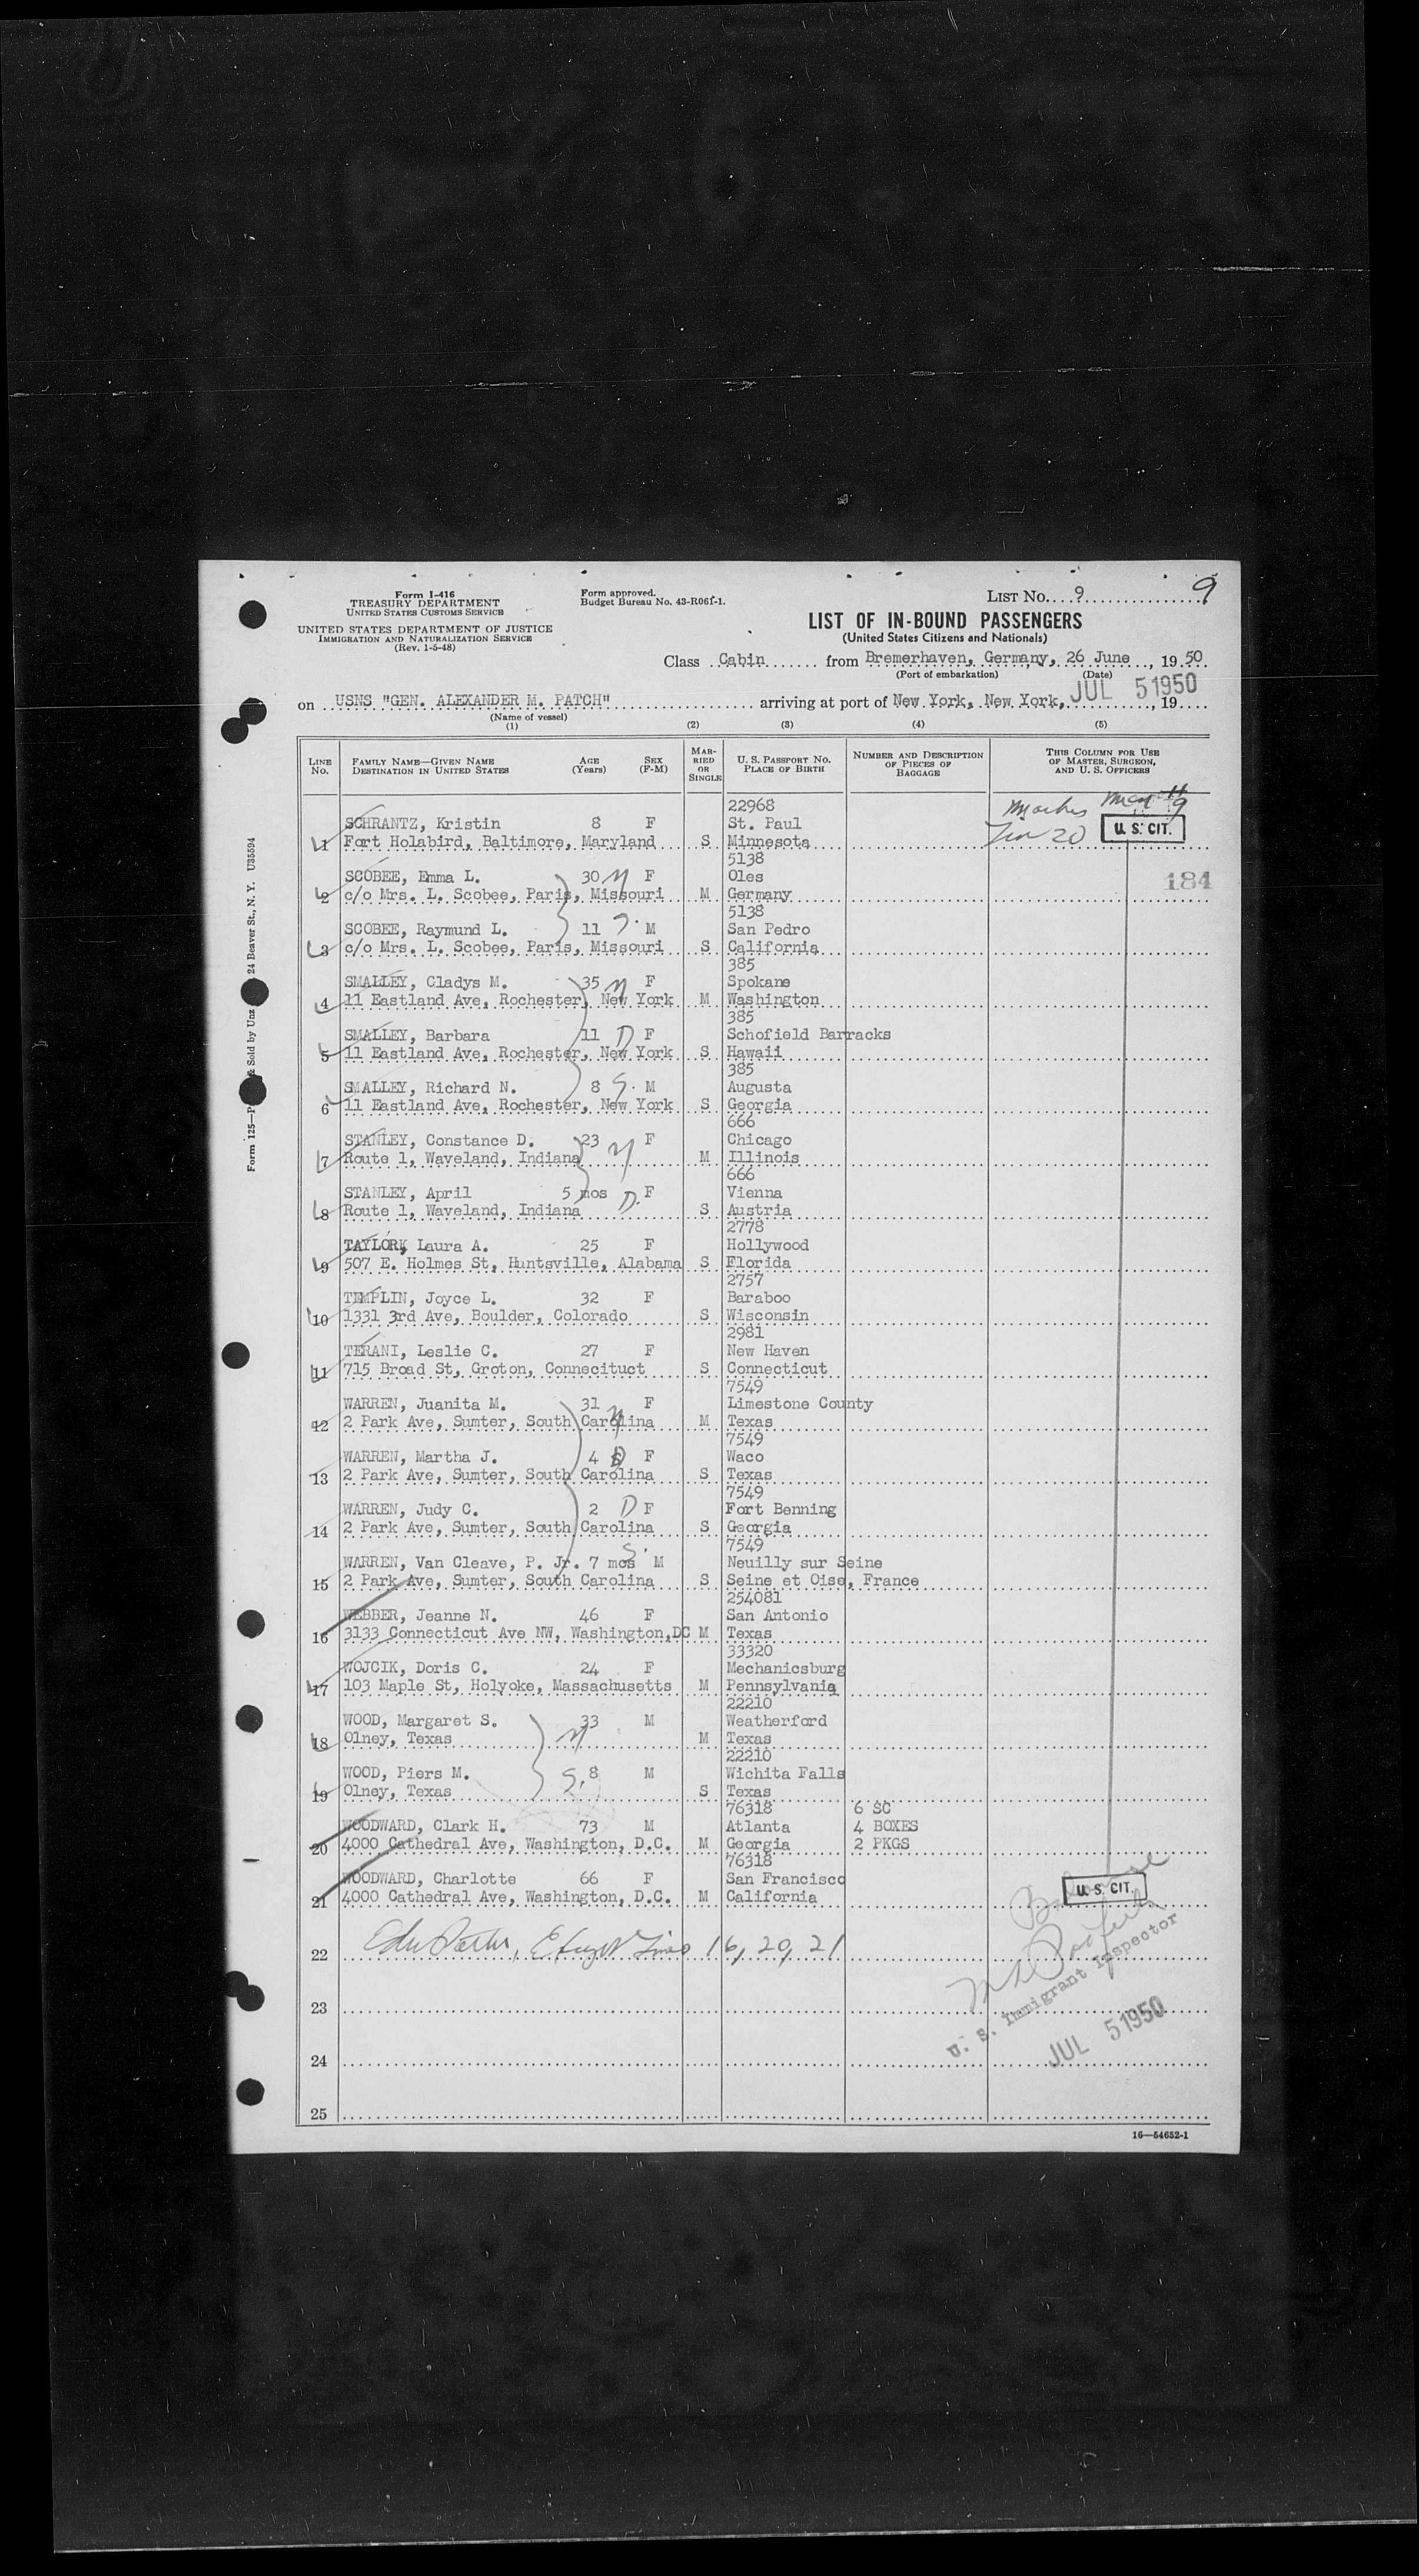 Form I-416
TREASURY DEPARTMENT
UNITED STATES CUSTOMS SERVICE
UNITED STATES DEPARTMENT OF JUSTICE
IMMIGRATION AND NATURALIZATION SERVICE
(Rev. 1-5-48)
Form approved.
Budget Bureau No. 43-R061-1.
LIST NO. 9 9
LIST OF IN-BOUND PASSENGERS
(United States Citizens and Nationals)
Class Cabin from Bremerhaven, Germany, 26 June, 1950
(Port of embarkation) (Date)
on USNS "GEN. ALEXANDER M. PATCH" arriving at port of New York, New York, JUL 5 1950, 19
(Name of vessel)
(1) (2) (3) (4) (5)
LINE NO. FAMILY NAME—GIVEN NAME DESTINATION IN UNITED STATES AGE (Years) SEX (F-M) MARRIED OR SINGLE U. S. PASSPORT NO. PLACE OF BIRTH NUMBER AND DESCRIPTION OF PIECES OF BAGGAGE THIS COLUMN FOR USE OF MASTER, SURGEON, AND U. S. OFFICERS
22968
SCHRANTZ, Kristin 8 F St. Paul U. S. CIT.
1 Fort Holabird, Baltimore, Maryland S Minnesota 20
5138
SCOBEE, Emma L. 30 M F Oles 184
2 c/o Mrs. L. Scobee, Paris, Missouri M Germany
5138
SCOBEE, Raymund L. 11 S. M San Pedro
3 c/o Mrs. L. Scobee, Paris, Missouri S California
385
SMALLEY, Gladys M. 35 M F Spokane
4 11 Eastland Ave, Rochester, New York M Washington
385
SMALLEY, Barbara 11 D F Schofield Barracks
5 11 Eastland Ave, Rochester, New York S Hawaii
385
SMALLEY, Richard N. 8 S. M Augusta
6 11 Eastland Ave, Rochester, New York S Georgia
666
STANLEY, Constance D. 23 M F Chicago
7 Route 1, Waveland, Indiana M Illinois
666
STANLEY, April 5 mos D. F Vienna
8 Route 1, Waveland, Indiana S Austria
2778
TAYLOR, Laura A. 25 F Hollywood
9 507 E. Holmes St, Huntsville, Alabama S Florida
2757
TEMPLIN, Joyce L. 32 F Baraboo
10 1331 3rd Ave, Boulder, Colorado S Wisconsin
2981
TERANI, Leslie C. 27 F New Haven
11 715 Broad St, Groton, Connecituct S Connecticut
7549
WARREN, Juanita M. 31 M F Limestone County
12 2 Park Ave, Sumter, South Carolina M Texas
7549
WARREN, Martha J. 4 D F Waco
13 2 Park Ave, Sumter, South Carolina S Texas
7549
WARREN, Judy C. 2 D F Fort Benning
14 2 Park Ave, Sumter, South Carolina S Georgia
7549
WARREN, Van Cleave, P. Jr. 7 mos S. M Neuilly sur Seine
15 2 Park Ave, Sumter, South Carolina S Seine et Oise, France
254081
WEBBER, Jeanne N. 46 F San Antonio
16 3133 Connecticut Ave NW, Washington,DC M Texas
33320
WOJCIK, Doris C. 24 F Mechanicsburg
17 103 Maple St, Holyoke, Massachusetts M Pennsylvania
22210
WOOD, Margaret S. 33 M Weatherford
18 Olney, Texas M M Texas
22210
WOOD, Piers M. S. 8 M Wichita Falls
19 Olney, Texas S Texas
76318 6 SC
WOODWARD, Clark H. 73 M Atlanta 4 BOXES
20 4000 Cathedral Ave, Washington, D.C. M Georgia 2 PKGS
76318
WOODWARD, Charlotte 66 F San Francisco
21 4000 Cathedral Ave, Washington, D.C. M California U. S. CIT.
22 16, 20, 21
23 U. S. Immigrant Inspector
24 JUL 5 1950
25
16—54652-1
Form 125—P Sold by Unz 24 Beaver St., N. Y. U35594